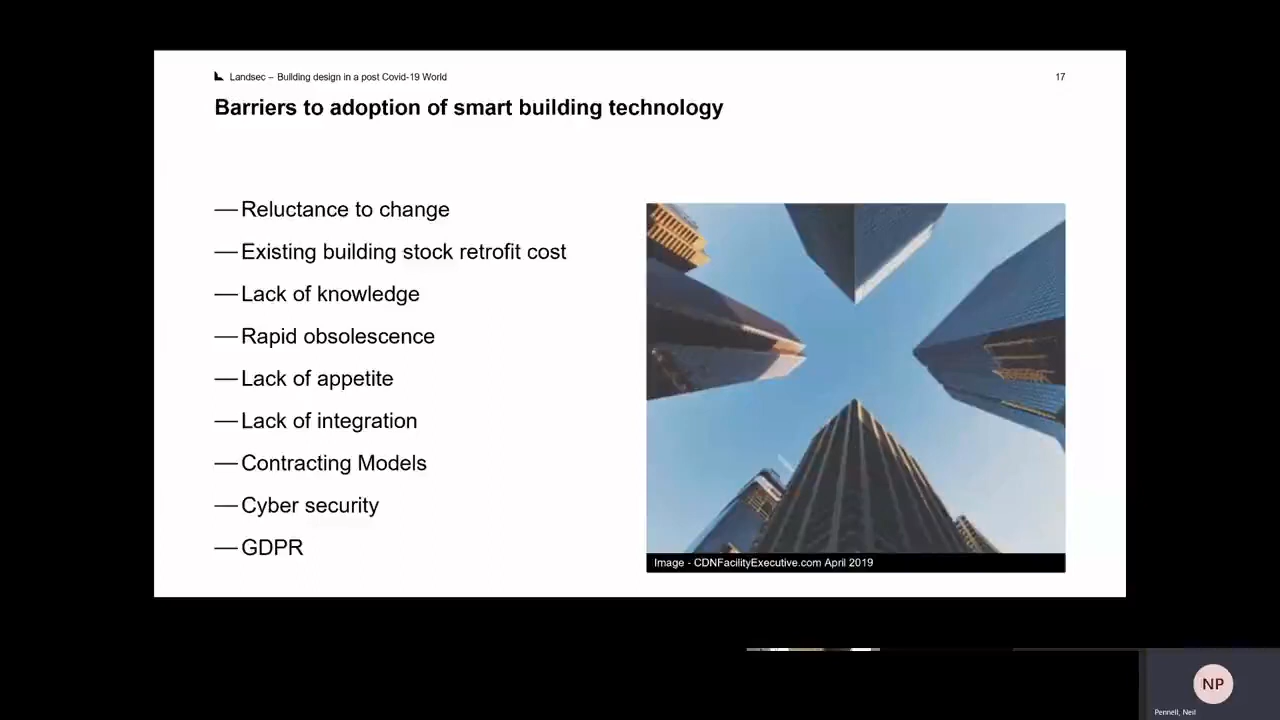 Landsec – Building design in a post Covid-19 World
17
Barriers to adoption of smart building technology
—Reluctance to change
—Existing building stock retrofit cost
—Lack of knowledge
—Rapid obsolescence
—Lack of appetite
—Lack of integration
—Contracting Models
—Cyber security
—GDPR
Image - CDNFacilityExecutive.com April 2019
NP
Pennell, Neil